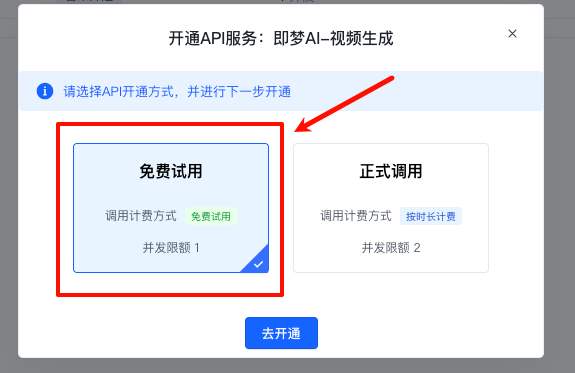 开通API服务：即梦AI-视频生成
请选择API开通方式，并进行下一步开通
免费试用
调用计费方式 免费试用
并发限额 1
正式调用
调用计费方式 按时长计费
并发限额 2
去开通